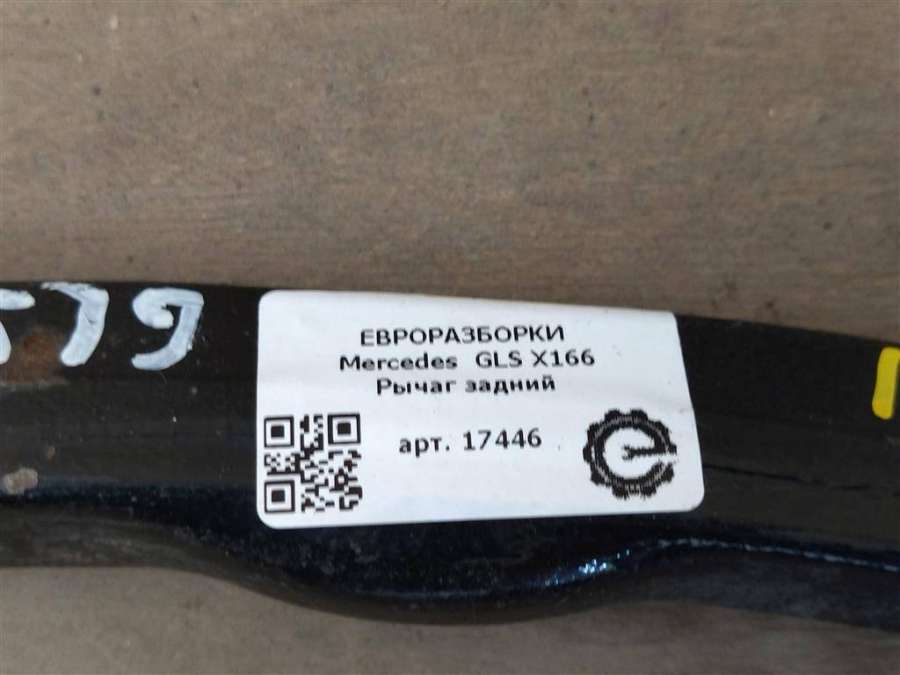 ЕВРОРАЗБОРКИ
Mercedes GLS X166
Рычаг задний
арт. 17446